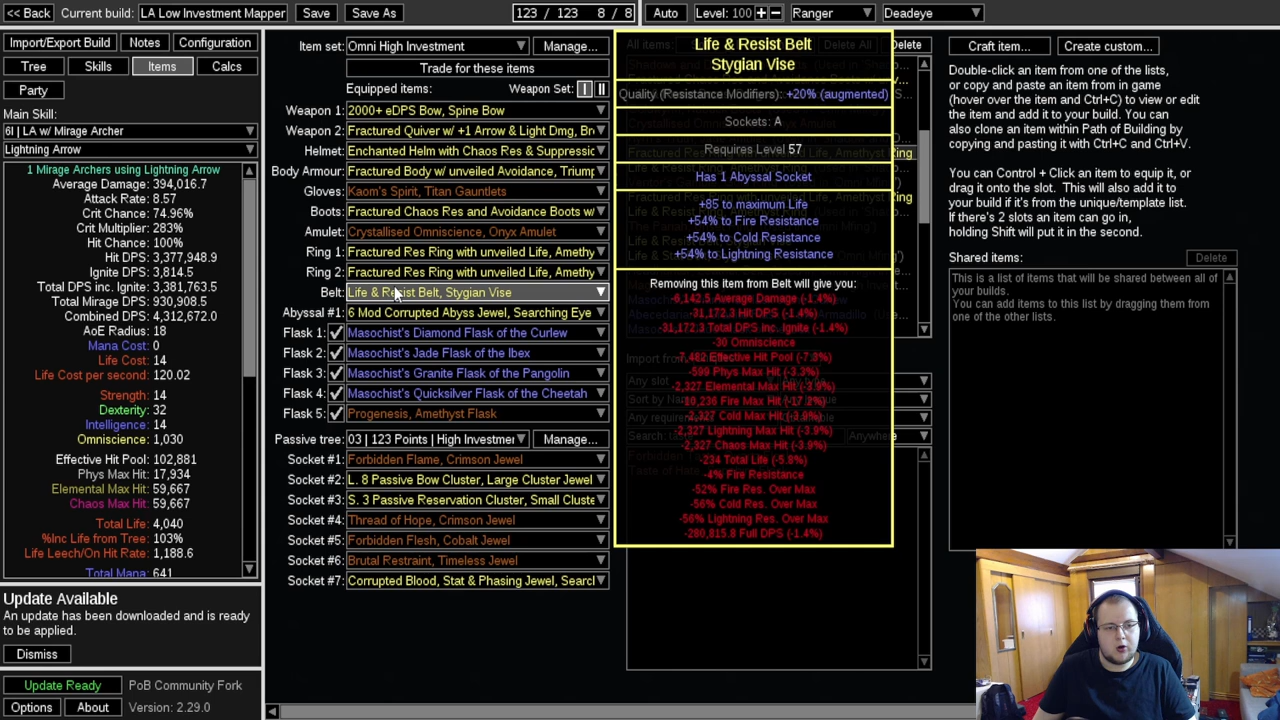 << Back
Current build:
LA Low Investment Mapper
Save
Save As
123 / 123 8 / 8
Auto
Level: 100
+
−
Ranger
Deadeye
Import/Export Build
Notes
Configuration
Tree
Skills
Items
Calcs
Party
Main Skill:
6l | LA w/ Mirage Archer
Lightning Arrow
1 Mirage Archers using Lightning Arrow
Average Damage: 394,016.7
Attack Rate: 8.57
Crit Chance: 74.96%
Crit Multiplier: 283%
Hit Chance: 100%
Hit DPS: 3,377,948.9
Ignite DPS: 3,814.5
Total DPS inc. Ignite: 3,381,763.5
Total Mirage DPS: 930,908.5
Combined DPS: 4,312,672.0
AoE Radius: 18
Mana Cost: 0
Life Cost: 14
Life Cost per second: 120.02
Strength: 14
Dexterity: 32
Intelligence: 14
Omniscience: 1,030
Effective Hit Pool: 102,881
Phys Max Hit: 17,934
Elemental Max Hit: 59,667
Chaos Max Hit: 59,667
Total Life: 4,040
%Inc Life from Tree: 103%
Life Leech/On Hit Rate: 1,188.6
Total Mana: 641
Update Available
An update has been downloaded and is ready
to be applied.
Dismiss
Update Ready
PoB Community Fork
Options
About
Version: 2.29.0
Item set:
Omni High Investment
Manage...
Trade for these items
Equipped items:
Weapon Set:
I
II
Weapon 1: 2000+ eDPS Bow, Spine Bow
Weapon 2: Fractured Quiver w/ +1 Arrow & Light Dmg, Br
Helmet: Enchanted Helm with Chaos Res & Suppressic
Body Armour: Fractured Body w/ unveiled Avoidance, Triump
Gloves: Kaom's Spirit, Titan Gauntlets
Boots: Fractured Chaos Res and Avoidance Boots w/
Amulet: Crystallised Omniscience, Onyx Amulet
Ring 1: Fractured Res Ring with unveiled Life, Amethy
Ring 2: Fractured Res Ring with unveiled Life, Amethy
Belt: Life & Resist Belt, Stygian Vise
Abyssal #1: 6 Mod Corrupted Abyss Jewel, Searching Eye
Flask 1: Masochist's Diamond Flask of the Curlew
Flask 2: Masochist's Jade Flask of the Ibex
Flask 3: Masochist's Granite Flask of the Pangolin
Flask 4: Masochist's Quicksilver Flask of the Cheetah
Flask 5: Progenesis, Amethyst Flask
Passive tree:
03 | 123 Points | High Investmer
Manage...
Socket #1: Forbidden Flame, Crimson Jewel
Socket #2: L. 8 Passive Bow Cluster, Large Cluster Jewel
Socket #3: S. 3 Passive Reservation Cluster, Small Cluste
Socket #4: Thread of Hope, Crimson Jewel
Socket #5: Forbidden Flesh, Cobalt Jewel
Socket #6: Brutal Restraint, Timeless Jewel
Socket #7: Corrupted Blood, Stat & Phasing Jewel, Searcl
Life & Resist Belt
Stygian Vise
Quality (Resistance Modifiers): +20% (augmented)
Sockets: A
Requires Level 57
Has 1 Abyssal Socket
+85 to maximum Life
+54% to Fire Resistance
+54% to Cold Resistance
+54% to Lightning Resistance
Removing this item from Belt will give you:
-6,142.5 Average Damage (-1.4%)
-31,172.3 Hit DPS (-1.4%)
-31,172.3 Total DPS inc. Ignite (-1.4%)
-30 Omniscience
-7,482 Effective Hit Pool (-7.3%)
-599 Phys Max Hit (-3.3%)
-2,327 Elemental Max Hit (-3.9%)
-10,236 Fire Max Hit (-17.2%)
-2,327 Cold Max Hit (-3.9%)
-2,327 Lightning Max Hit (-3.9%)
-2,327 Chaos Max Hit (-3.9%)
-234 Total Life (-5.8%)
-4% Fire Resistance
-52% Fire Res. Over Max
-56% Cold Res. Over Max
-56% Lightning Res. Over Max
-280,815.8 Full DPS (-1.4%)
Delete
Ring
Ring
Anywhere
Craft item...
Create custom...
Double-click an item from one of the lists,
or copy and paste an item from in game
(hover over the item and Ctrl+C) to view or edit
the item and add it to your build. You can
also clone an item within Path of Building by
copying and pasting it with Ctrl+C and Ctrl+V.
You can Control + Click an item to equip it, or
drag it onto the slot. This will also add it to
your build if it's from the unique/template list.
If there's 2 slots an item can go in,
holding Shift will put it in the second.
Shared items:
Delete
This is a list of items that will be shared between all of
your builds.
You can add items to this list by dragging them from
one of the other lists.